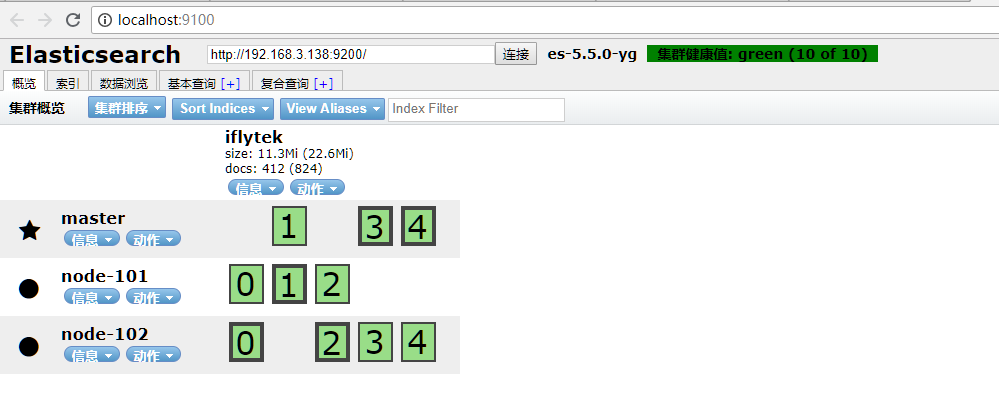 localhost:9100
Elasticsearch http://192.168.3.138:9200/ 连接 es-5.5.0-yg 集群健康值: green (10 of 10)
概览 索引 数据浏览 基本查询 [+] 复合查询 [+]
集群概览 集群排序 Sort Indices View Aliases Index Filter
iflytek
size: 11.3Mi (22.6Mi)
docs: 412 (824)
信息 动作
master 1 3 4
信息 动作
node-101 0 1 2
信息 动作
node-102 0 2 3 4
信息 动作